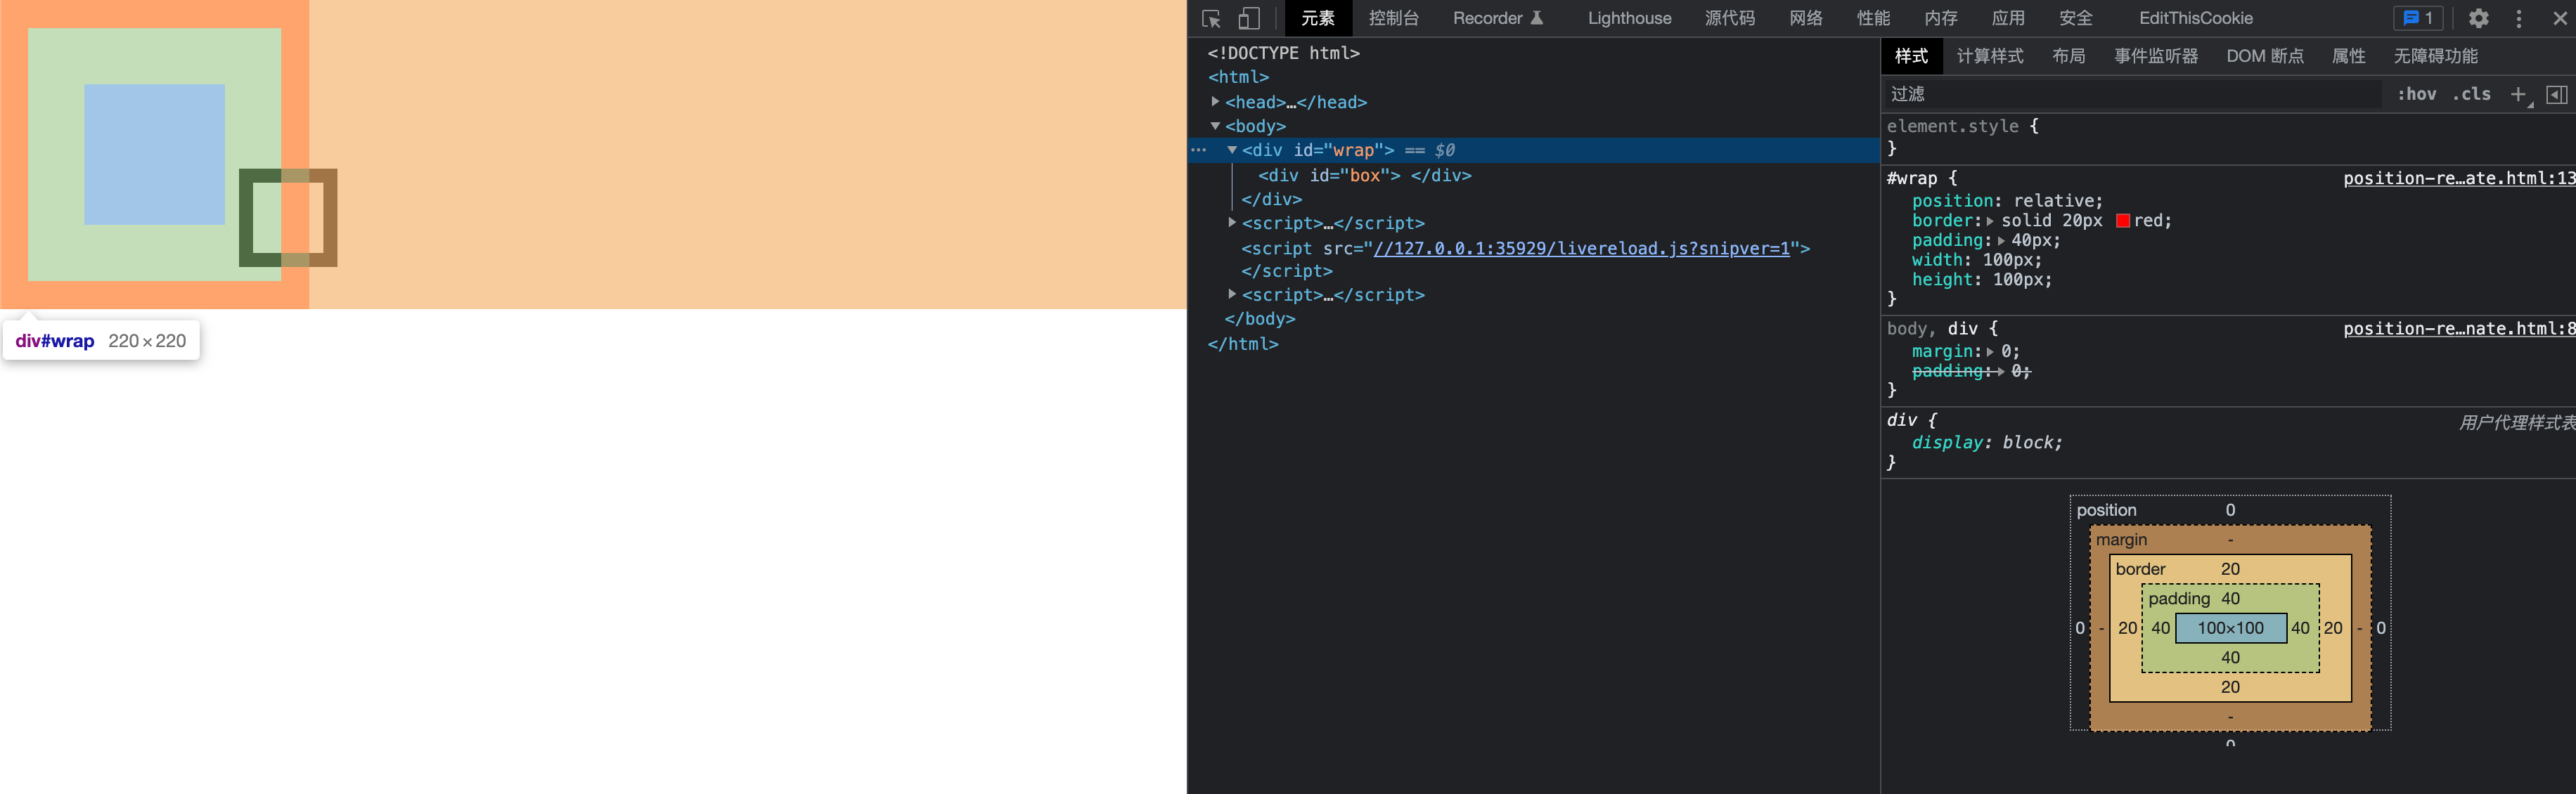 div#wrap 220×220
元素 控制台 Recorder Lighthouse 源代码 网络 性能 内存 应用 安全 EditThisCookie 1
<!DOCTYPE html>
<html>
<head>…</head>
<body>
<div id="wrap"> == $0
<div id="box"> </div>
</div>
<script>…</script>
<script src="//127.0.0.1:35929/livereload.js?snipver=1">
</script>
<script>…</script>
</body>
</html>
样式 计算样式 布局 事件监听器 DOM 断点 属性 无障碍功能
过滤 :hov .cls
element.style {
}
#wrap { position-re…ate.html:13
position: relative;
border: solid 20px red;
padding: 40px;
width: 100px;
height: 100px;
}
body, div { position-re…nate.html:8
margin: 0;
padding: 0;
}
div { 用户代理样式表
display: block;
}
position 0
margin -
border 20
padding 40
0 - 20 40 100×100 40 20 - 0
40
20
-
0